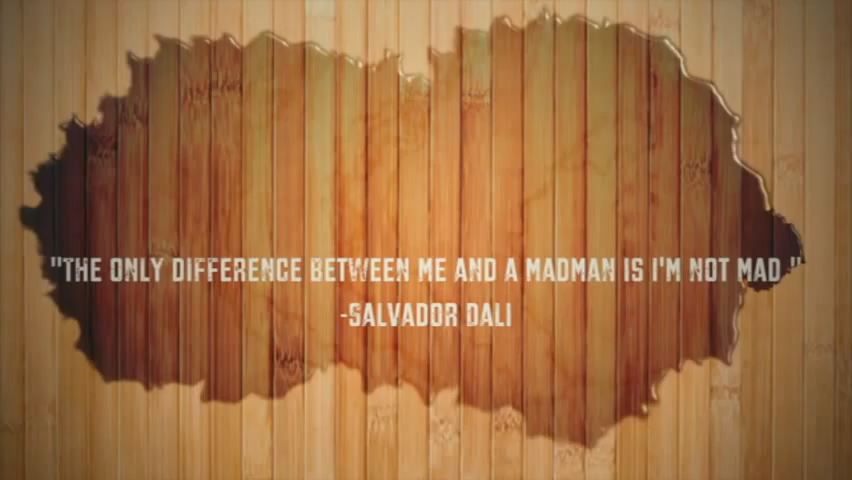 "THE ONLY DIFFERENCE BETWEEN ME AND A MADMAN IS I'M NOT MAD "
-SALVADOR DALI